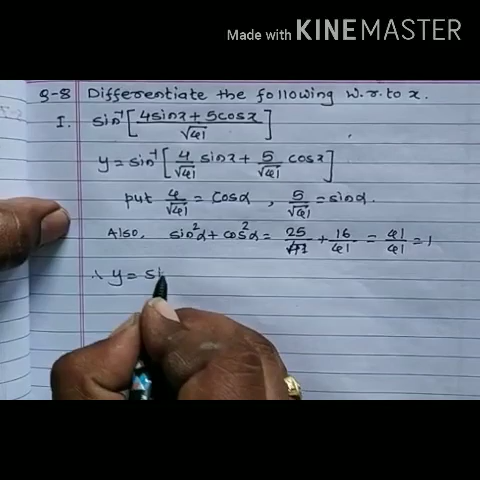 Made with KINEMASTER
Q-8 Differentiate the following w.r.to x.
I. sin⁻¹[4sinx + 5cosx / √41]
y = sin⁻¹[4/√41 sinx + 5/√41 cosx]
put 4/√41 = cosα , 5/√41 = sinα.
Also, sin²α + cos²α = 25/√41 + 16/41 = 41/41 = 1
∴ y = si